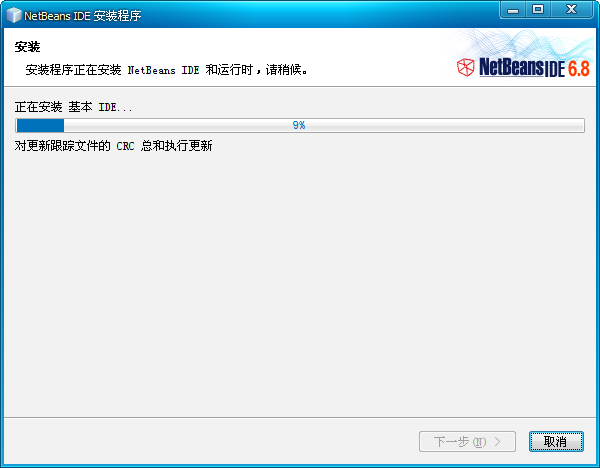 NetBeans IDE 安装程序
安装
安装程序正在安装 NetBeans IDE 和运行时，请稍候。
NetBeans IDE 6.8
正在安装 基本 IDE...
9%
对更新跟踪文件的 CRC 总和执行更新
下一步(N) >
取消